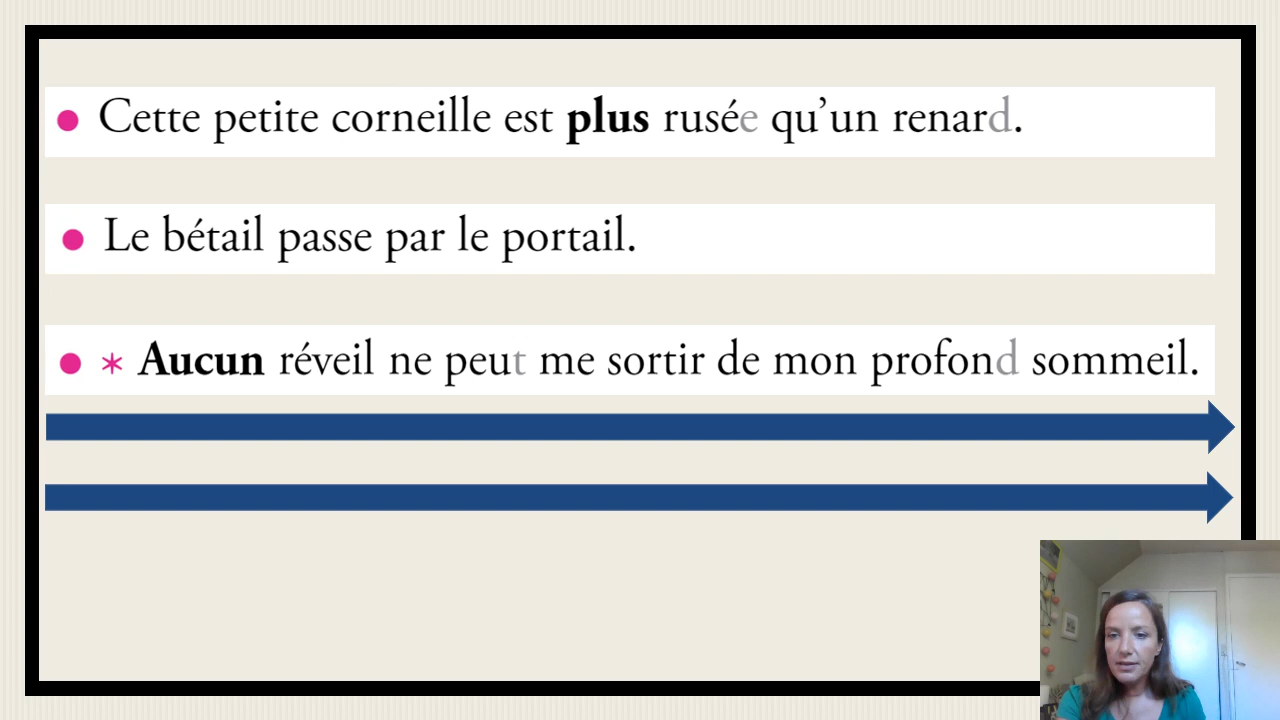 • Cette petite corneille est plus rusée qu’un renard.
• Le bétail passe par le portail.
• * Aucun réveil ne peut me sortir de mon profond sommeil.